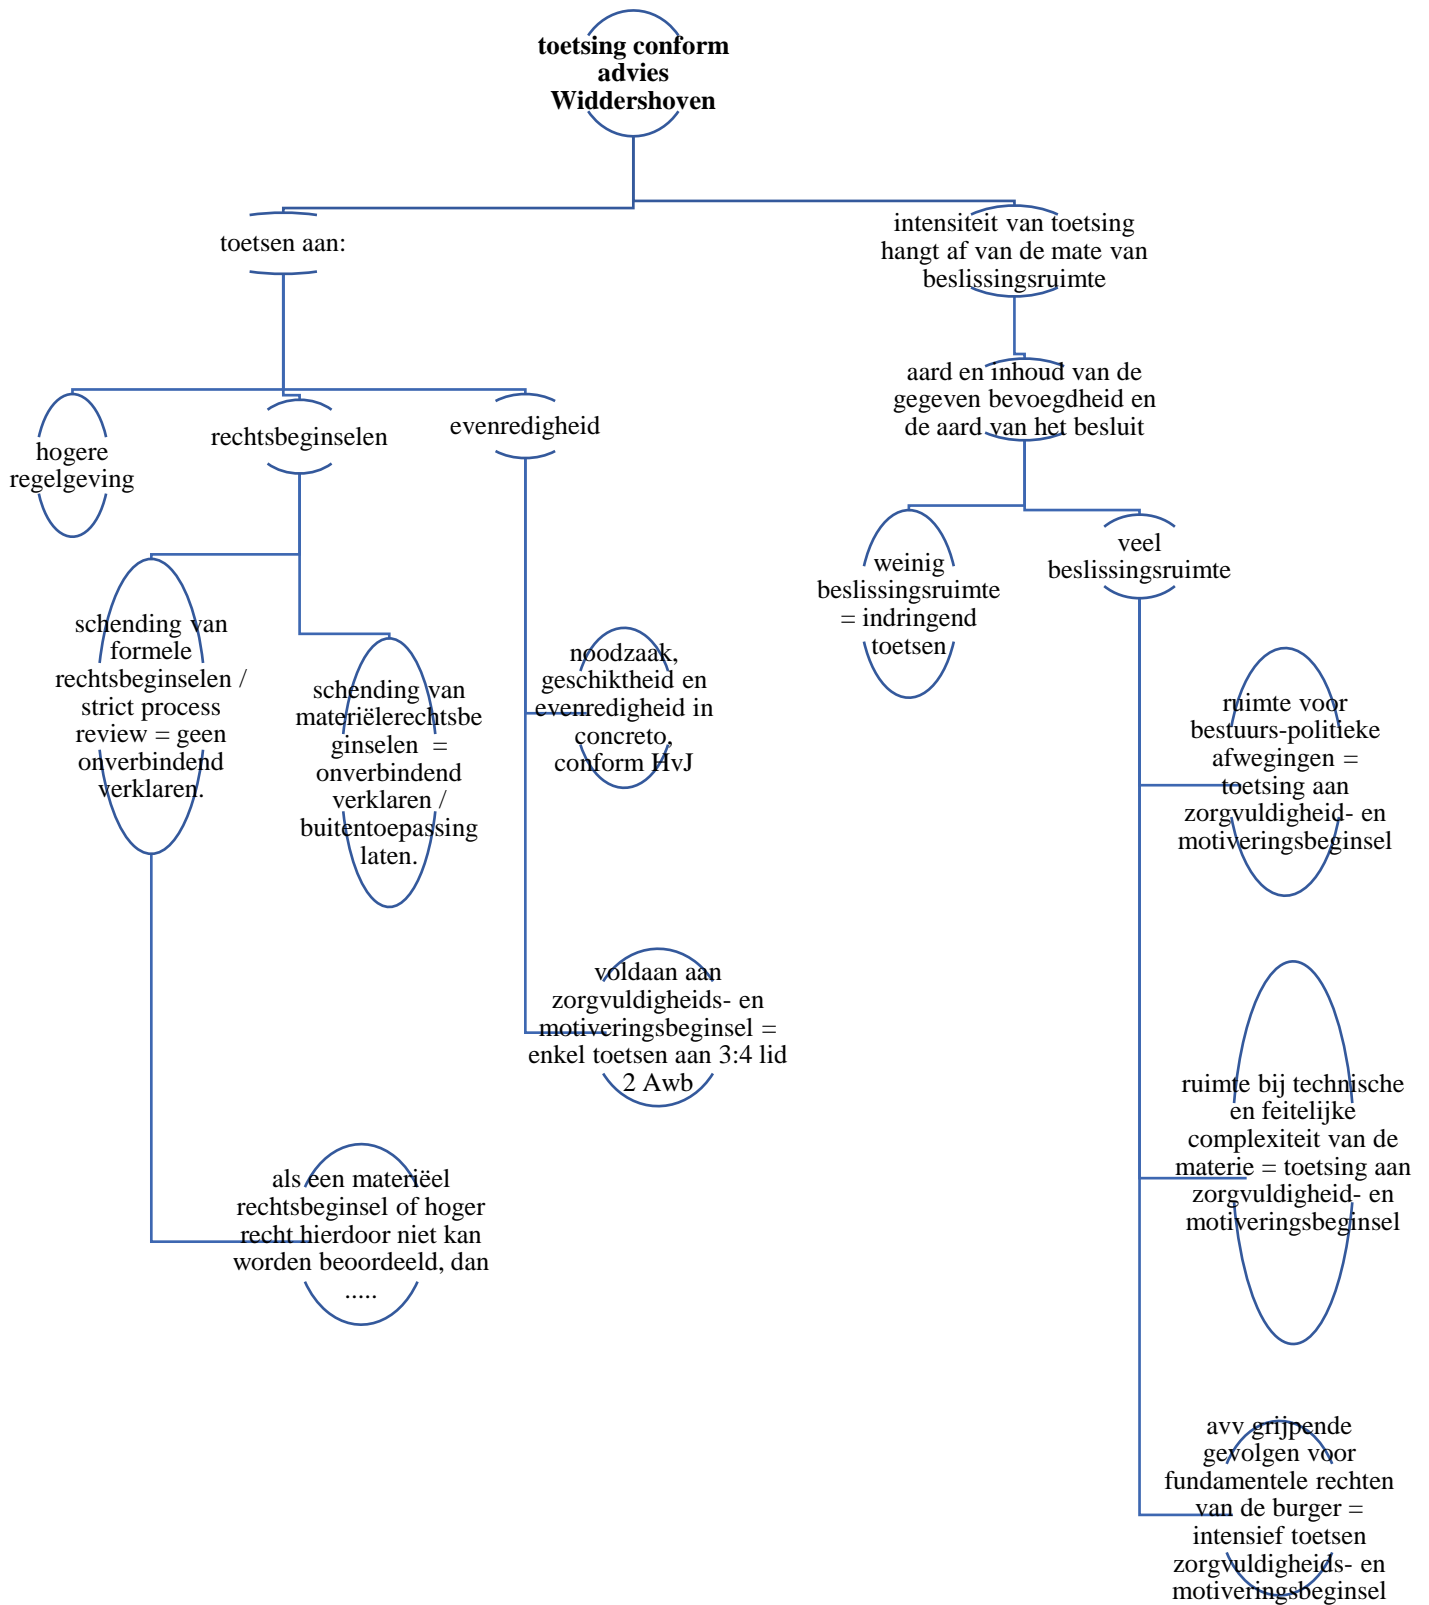 toetsing conform
advies
Widdershoven
toetsen aan:
hogere
regelgeving
rechtsbeginselen
schending van
formele
rechtsbeginselen /
strict process
review = geen
onverbindend
verklaren.
als een materiëel
rechtsbeginsel of hoger
recht hierdoor niet kan
worden beoordeeld, dan
.....
schending van
materiëlerechtsbe
ginselen =
onverbindend
verklaren /
buitentoepassing
laten.
evenredigheid
noodzaak,
geschiktheid en
evenredigheid in
concreto,
conform HvJ
voldaan aan
zorgvuldigheids- en
motiveringsbeginsel =
enkel toetsen aan 3:4 lid
2 Awb
intensiteit van toetsing
hangt af van de mate van
beslissingsruimte
aard en inhoud van de
gegeven bevoegdheid en
de aard van het besluit
weinig
beslissingsruimte
= indringend
toetsen
veel
beslissingsruimte
ruimte voor
bestuurs-politieke
afwegingen =
toetsing aan
zorgvuldigheid- en
motiveringsbeginsel
ruimte bij technische
en feitelijke
complexiteit van de
materie = toetsing aan
zorgvuldigheid- en
motiveringsbeginsel
avv grijpende
gevolgen voor
fundamentele rechten
van de burger =
intensief toetsen
zorgvuldigheids- en
motiveringsbeginsel